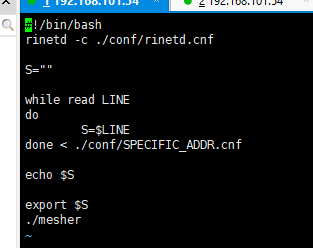 1 192.168.101.54
2 192.168.101.54
#!/bin/bash
rinetd -c ./conf/rinetd.cnf
S=""
while read LINE
do
S=$LINE
done < ./conf/SPECIFIC_ADDR.cnf
echo $S
export $S
./mesher
~